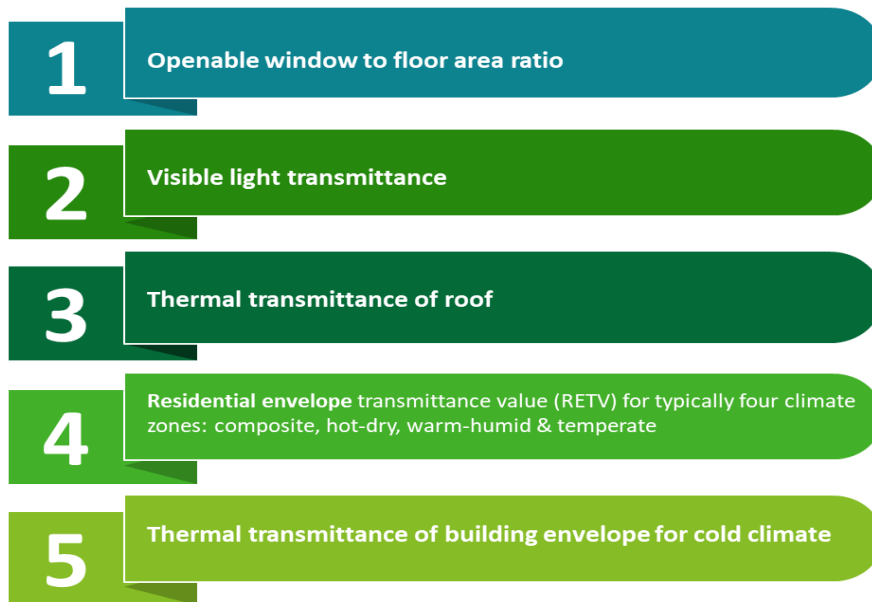 1
Openable window to floor area ratio
2
Visible light transmittance
3
Thermal transmittance of roof
4
Residential envelope transmittance value (RETV) for typically four climate
zones: composite, hot-dry, warm-humid & temperate
5
Thermal transmittance of building envelope for cold climate